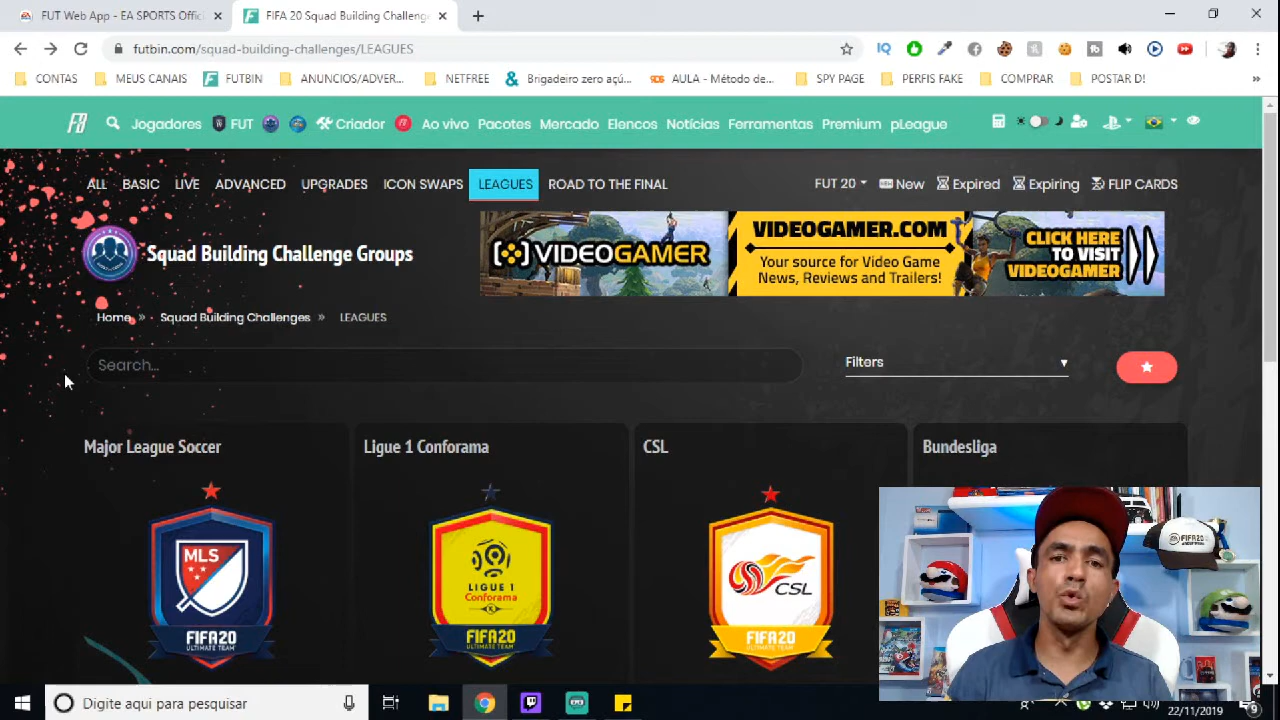 FUT Web App - EA SPORTS Offici
FIFA 20 Squad Building Challenge
futbin.com/squad-building-challenges/LEAGUES
CONTAS
MEUS CANAIS
FUTBIN
ANUNCIOS/ADVER...
NETFREE
Brigadeiro zero açú...
AULA - Método de...
SPY PAGE
PERFIS FAKE
COMPRAR
POSTAR D!
Jogadores FUT Criador Ao vivo Pacotes Mercado Elencos Notícias Ferramentas Premium pLeague
ALL BASIC LIVE ADVANCED UPGRADES ICON SWAPS LEAGUES ROAD TO THE FINAL
FUT 20 New Expired Expiring FLIP CARDS
Squad Building Challenge Groups
VIDEOGAMER
VIDEOGAMER.COM
Your source for Video Game
News, Reviews and Trailers!
CLICK HERE
TO VISIT
VIDEOGAMER
Home » Squad Building Challenges » LEAGUES
Search...
Filters
Major League Soccer
Ligue 1 Conforama
CSL
Bundesliga
MLS
FIFA20
ULTIMATE TEAM
LIGUE 1
Conforama
FIFA20
ULTIMATE TEAM
CSL
FIFA20
ULTIMATE TEAM
FIFA20
Digite aqui para pesquisar
22/11/2019